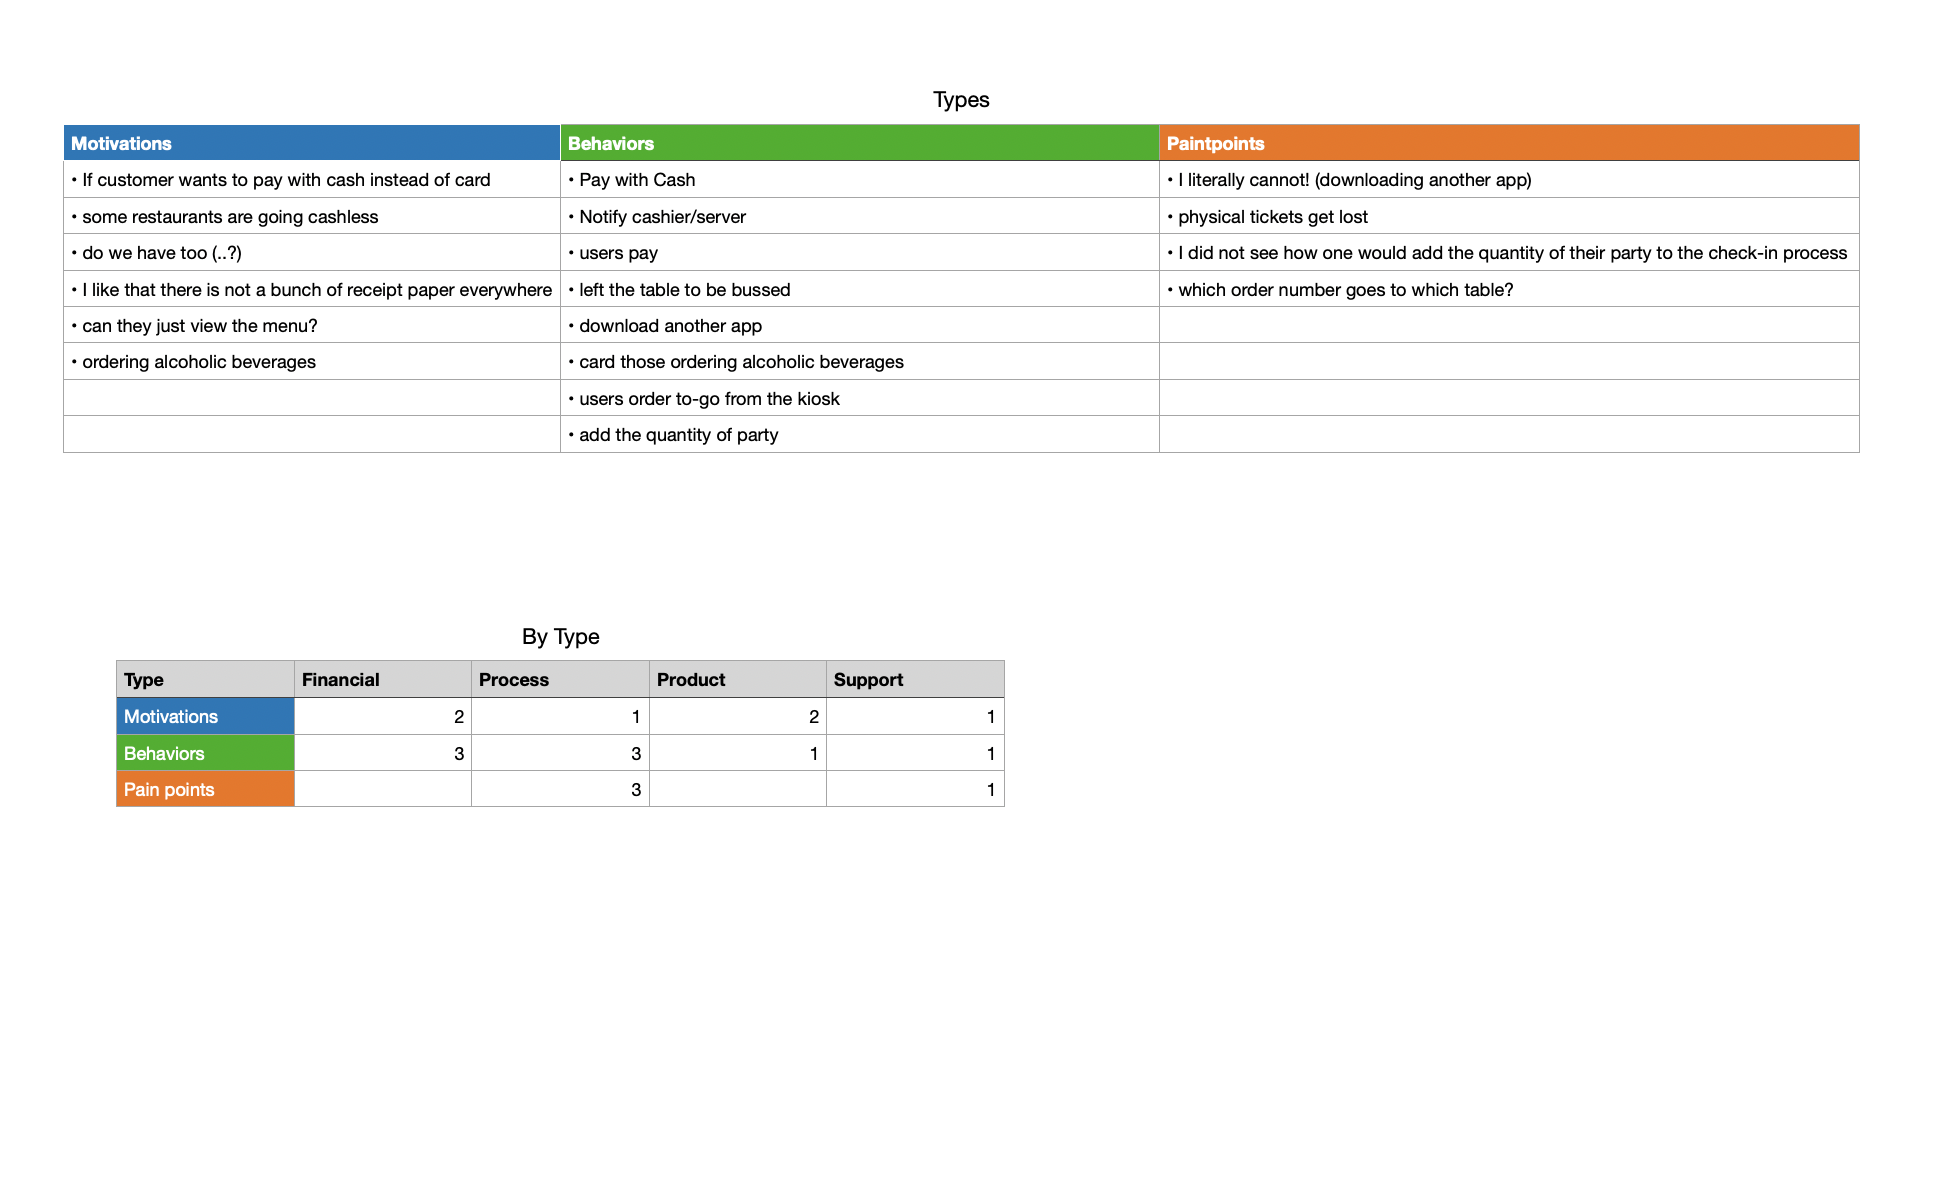 Types
Motivations Behaviors Paintpoints
• If customer wants to pay with cash instead of card • Pay with Cash • I literally cannot! (downloading another app)
• some restaurants are going cashless • Notify cashier/server • physical tickets get lost
• do we have too (..?) • users pay • I did not see how one would add the quantity of their party to the check-in process
• I like that there is not a bunch of receipt paper everywhere • left the table to be bussed • which order number goes to which table?
• can they just view the menu? • download another app
• ordering alcoholic beverages • card those ordering alcoholic beverages
• users order to-go from the kiosk
• add the quantity of party
By Type
Type Financial Process Product Support
Motivations 2 1 2 1
Behaviors 3 3 1 1
Pain points 3 1